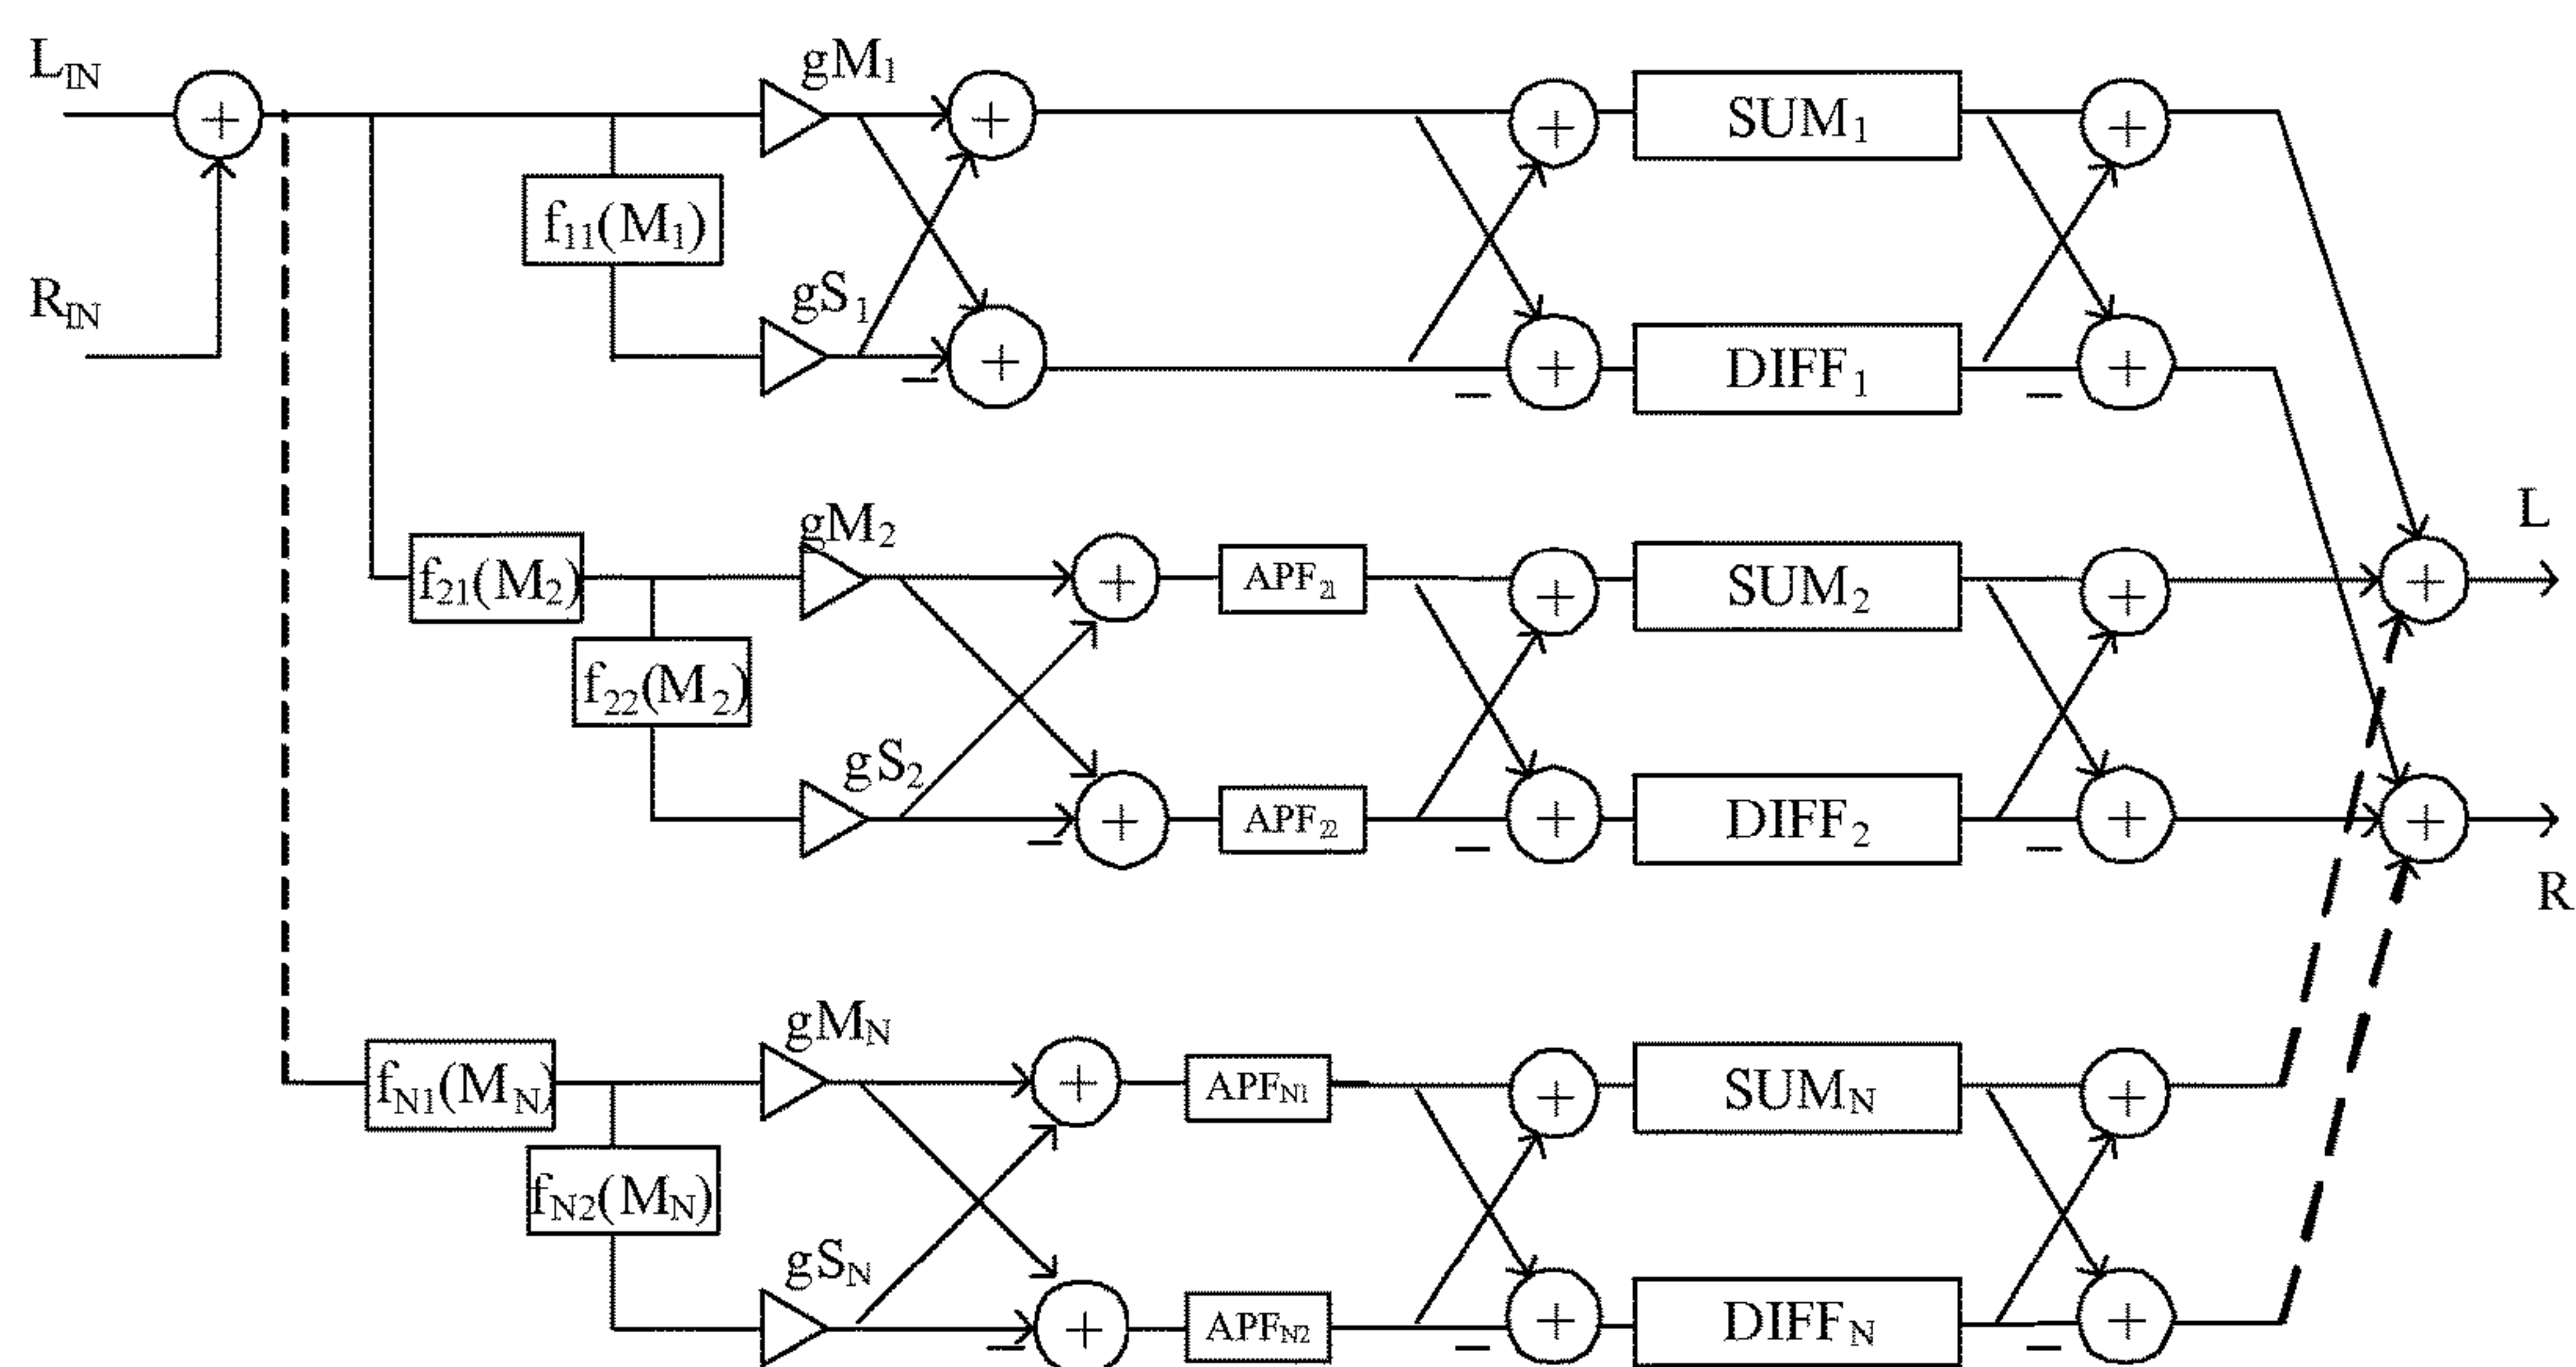 L_IN
gM₁
+
+
+
SUM₁
+
f₁₁(M₁)
R_IN
gS₁
−
+
−
+
DIFF₁
−
+
gM₂
L
f₂₁(M₂)
+
APF₂₁
+
SUM₂
+
+
f₂₂(M₂)
gS₂
−
+
APF₂₂
−
+
DIFF₂
−
+
+
R
gM_N
f_N1(M_N)
+
APF_N1
+
SUM_N
+
f_N2(M_N)
gS_N
−
+
APF_N2
−
+
DIFF_N
−
+